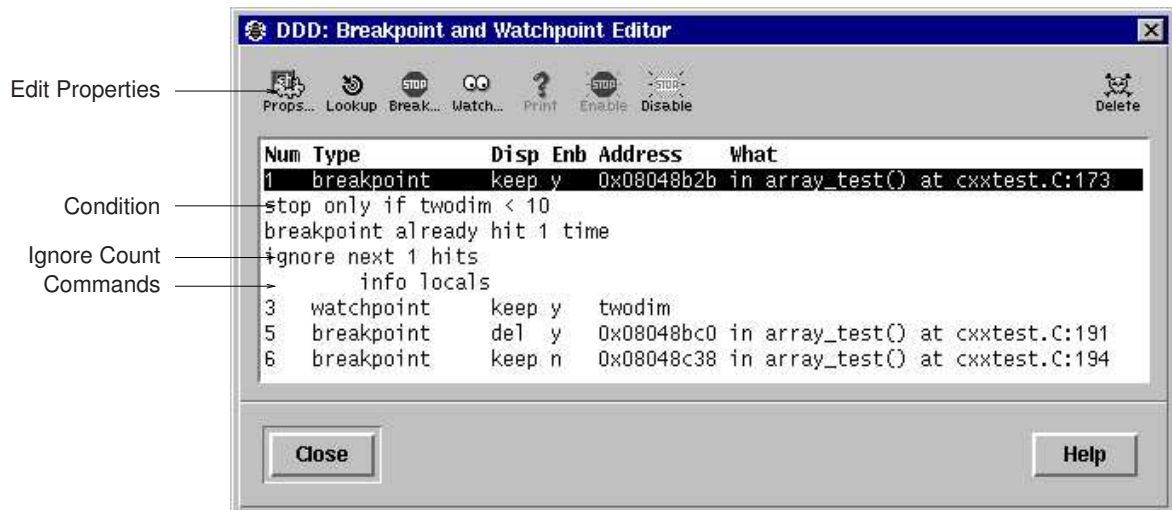 DDD: Breakpoint and Watchpoint Editor
Edit Properties
Props... Lookup Break... Watch... Print Enable Disable Delete
Num Type Disp Enb Address What
1 breakpoint keep y 0x08048b2b in array_test() at cxxtest.C:173
Condition
stop only if twodim < 10
breakpoint already hit 1 time
Ignore Count
ignore next 1 hits
Commands
info locals
3 watchpoint keep y twodim
5 breakpoint del y 0x08048bc0 in array_test() at cxxtest.C:191
6 breakpoint keep n 0x08048c38 in array_test() at cxxtest.C:194
Close Help